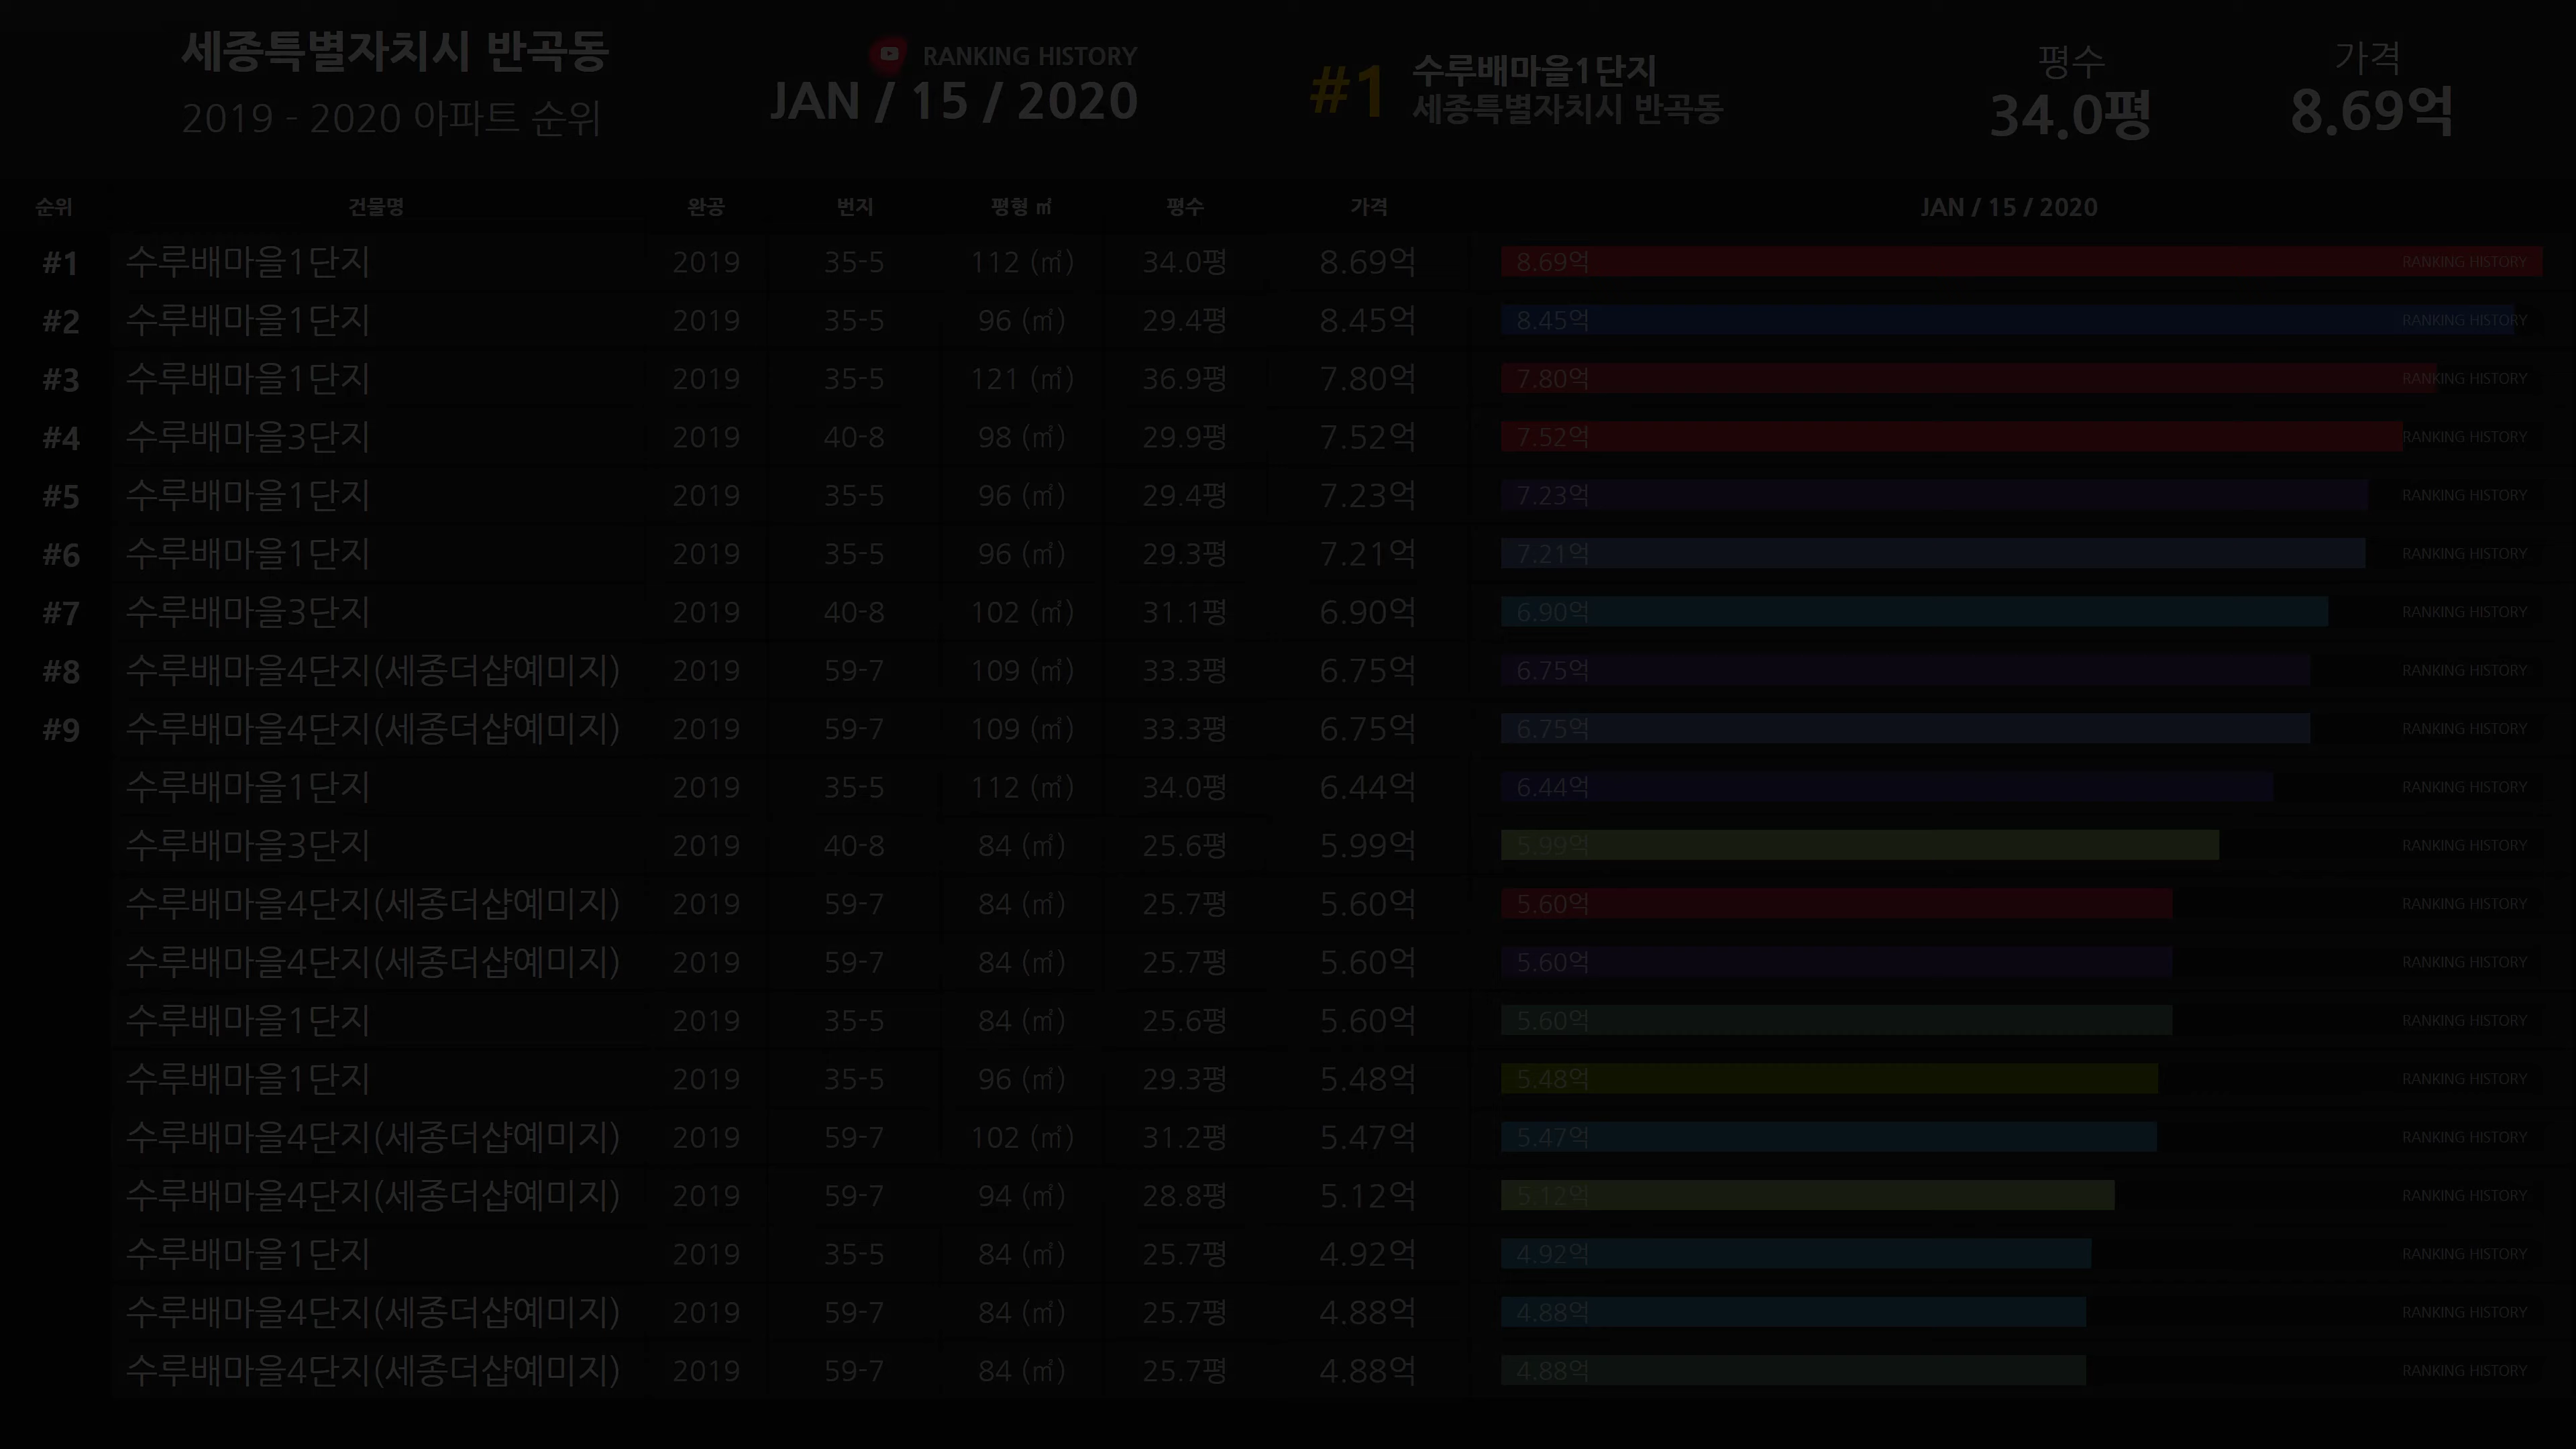 세종특별자치시 반곡동
2019 - 2020 아파트 순위
RANKING HISTORY
JAN / 15 / 2020
#1 수루배마을1단지
세종특별자치시 반곡동
평수
34.0평
가격
8.69억
순위 건물명 완공 번지 평형 ㎡ 평수 가격 JAN / 15 / 2020
#1 수루배마을1단지 2019 35-5 112 (㎡) 34.0평 8.69억 8.69억 RANKING HISTORY
#2 수루배마을1단지 2019 35-5 96 (㎡) 29.4평 8.45억 8.45억 RANKING HISTORY
#3 수루배마을1단지 2019 35-5 121 (㎡) 36.9평 7.80억 7.80억 RANKING HISTORY
#4 수루배마을3단지 2019 40-8 98 (㎡) 29.9평 7.52억 7.52억 RANKING HISTORY
#5 수루배마을1단지 2019 35-5 96 (㎡) 29.4평 7.23억 7.23억 RANKING HISTORY
#6 수루배마을1단지 2019 35-5 96 (㎡) 29.3평 7.21억 7.21억 RANKING HISTORY
#7 수루배마을3단지 2019 40-8 102 (㎡) 31.1평 6.90억 6.90억 RANKING HISTORY
#8 수루배마을4단지(세종더샵예미지) 2019 59-7 109 (㎡) 33.3평 6.75억 6.75억 RANKING HISTORY
#9 수루배마을4단지(세종더샵예미지) 2019 59-7 109 (㎡) 33.3평 6.75억 6.75억 RANKING HISTORY
수루배마을1단지 2019 35-5 112 (㎡) 34.0평 6.44억 6.44억 RANKING HISTORY
수루배마을3단지 2019 40-8 84 (㎡) 25.6평 5.99억 5.99억 RANKING HISTORY
수루배마을4단지(세종더샵예미지) 2019 59-7 84 (㎡) 25.7평 5.60억 5.60억 RANKING HISTORY
수루배마을4단지(세종더샵예미지) 2019 59-7 84 (㎡) 25.7평 5.60억 5.60억 RANKING HISTORY
수루배마을1단지 2019 35-5 84 (㎡) 25.6평 5.60억 5.60억 RANKING HISTORY
수루배마을1단지 2019 35-5 96 (㎡) 29.3평 5.48억 5.48억 RANKING HISTORY
수루배마을4단지(세종더샵예미지) 2019 59-7 102 (㎡) 31.2평 5.47억 5.47억 RANKING HISTORY
수루배마을4단지(세종더샵예미지) 2019 59-7 94 (㎡) 28.8평 5.12억 5.12억 RANKING HISTORY
수루배마을1단지 2019 35-5 84 (㎡) 25.7평 4.92억 4.92억 RANKING HISTORY
수루배마을4단지(세종더샵예미지) 2019 59-7 84 (㎡) 25.7평 4.88억 4.88억 RANKING HISTORY
수루배마을4단지(세종더샵예미지) 2019 59-7 84 (㎡) 25.7평 4.88억 4.88억 RANKING HISTORY